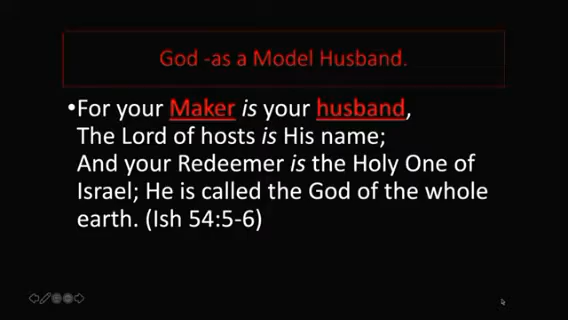 God -as a Model Husband.
•For your Maker is your husband,
The Lord of hosts is His name;
And your Redeemer is the Holy One of
Israel; He is called the God of the whole
earth. (Ish 54:5-6)